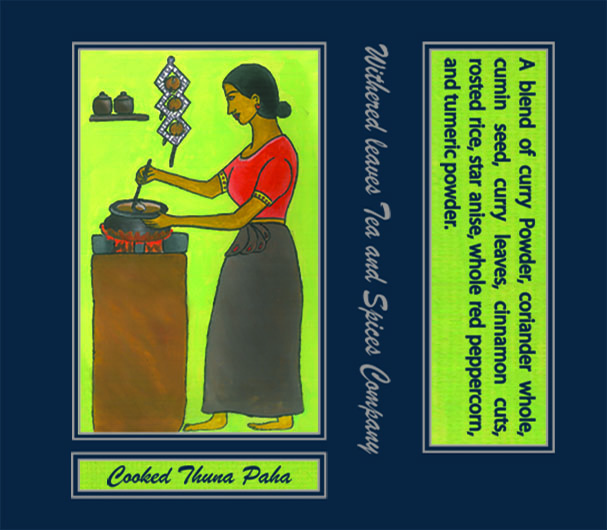 Cooked Thuna Paha
Withered leaves Tea and Spices Company
A blend of curry Powder, coriander whole,
cumin seed, curry leaves, cinnamon cuts,
rosted rice, star anise, whole red peppercorn,
and tumeric powder.